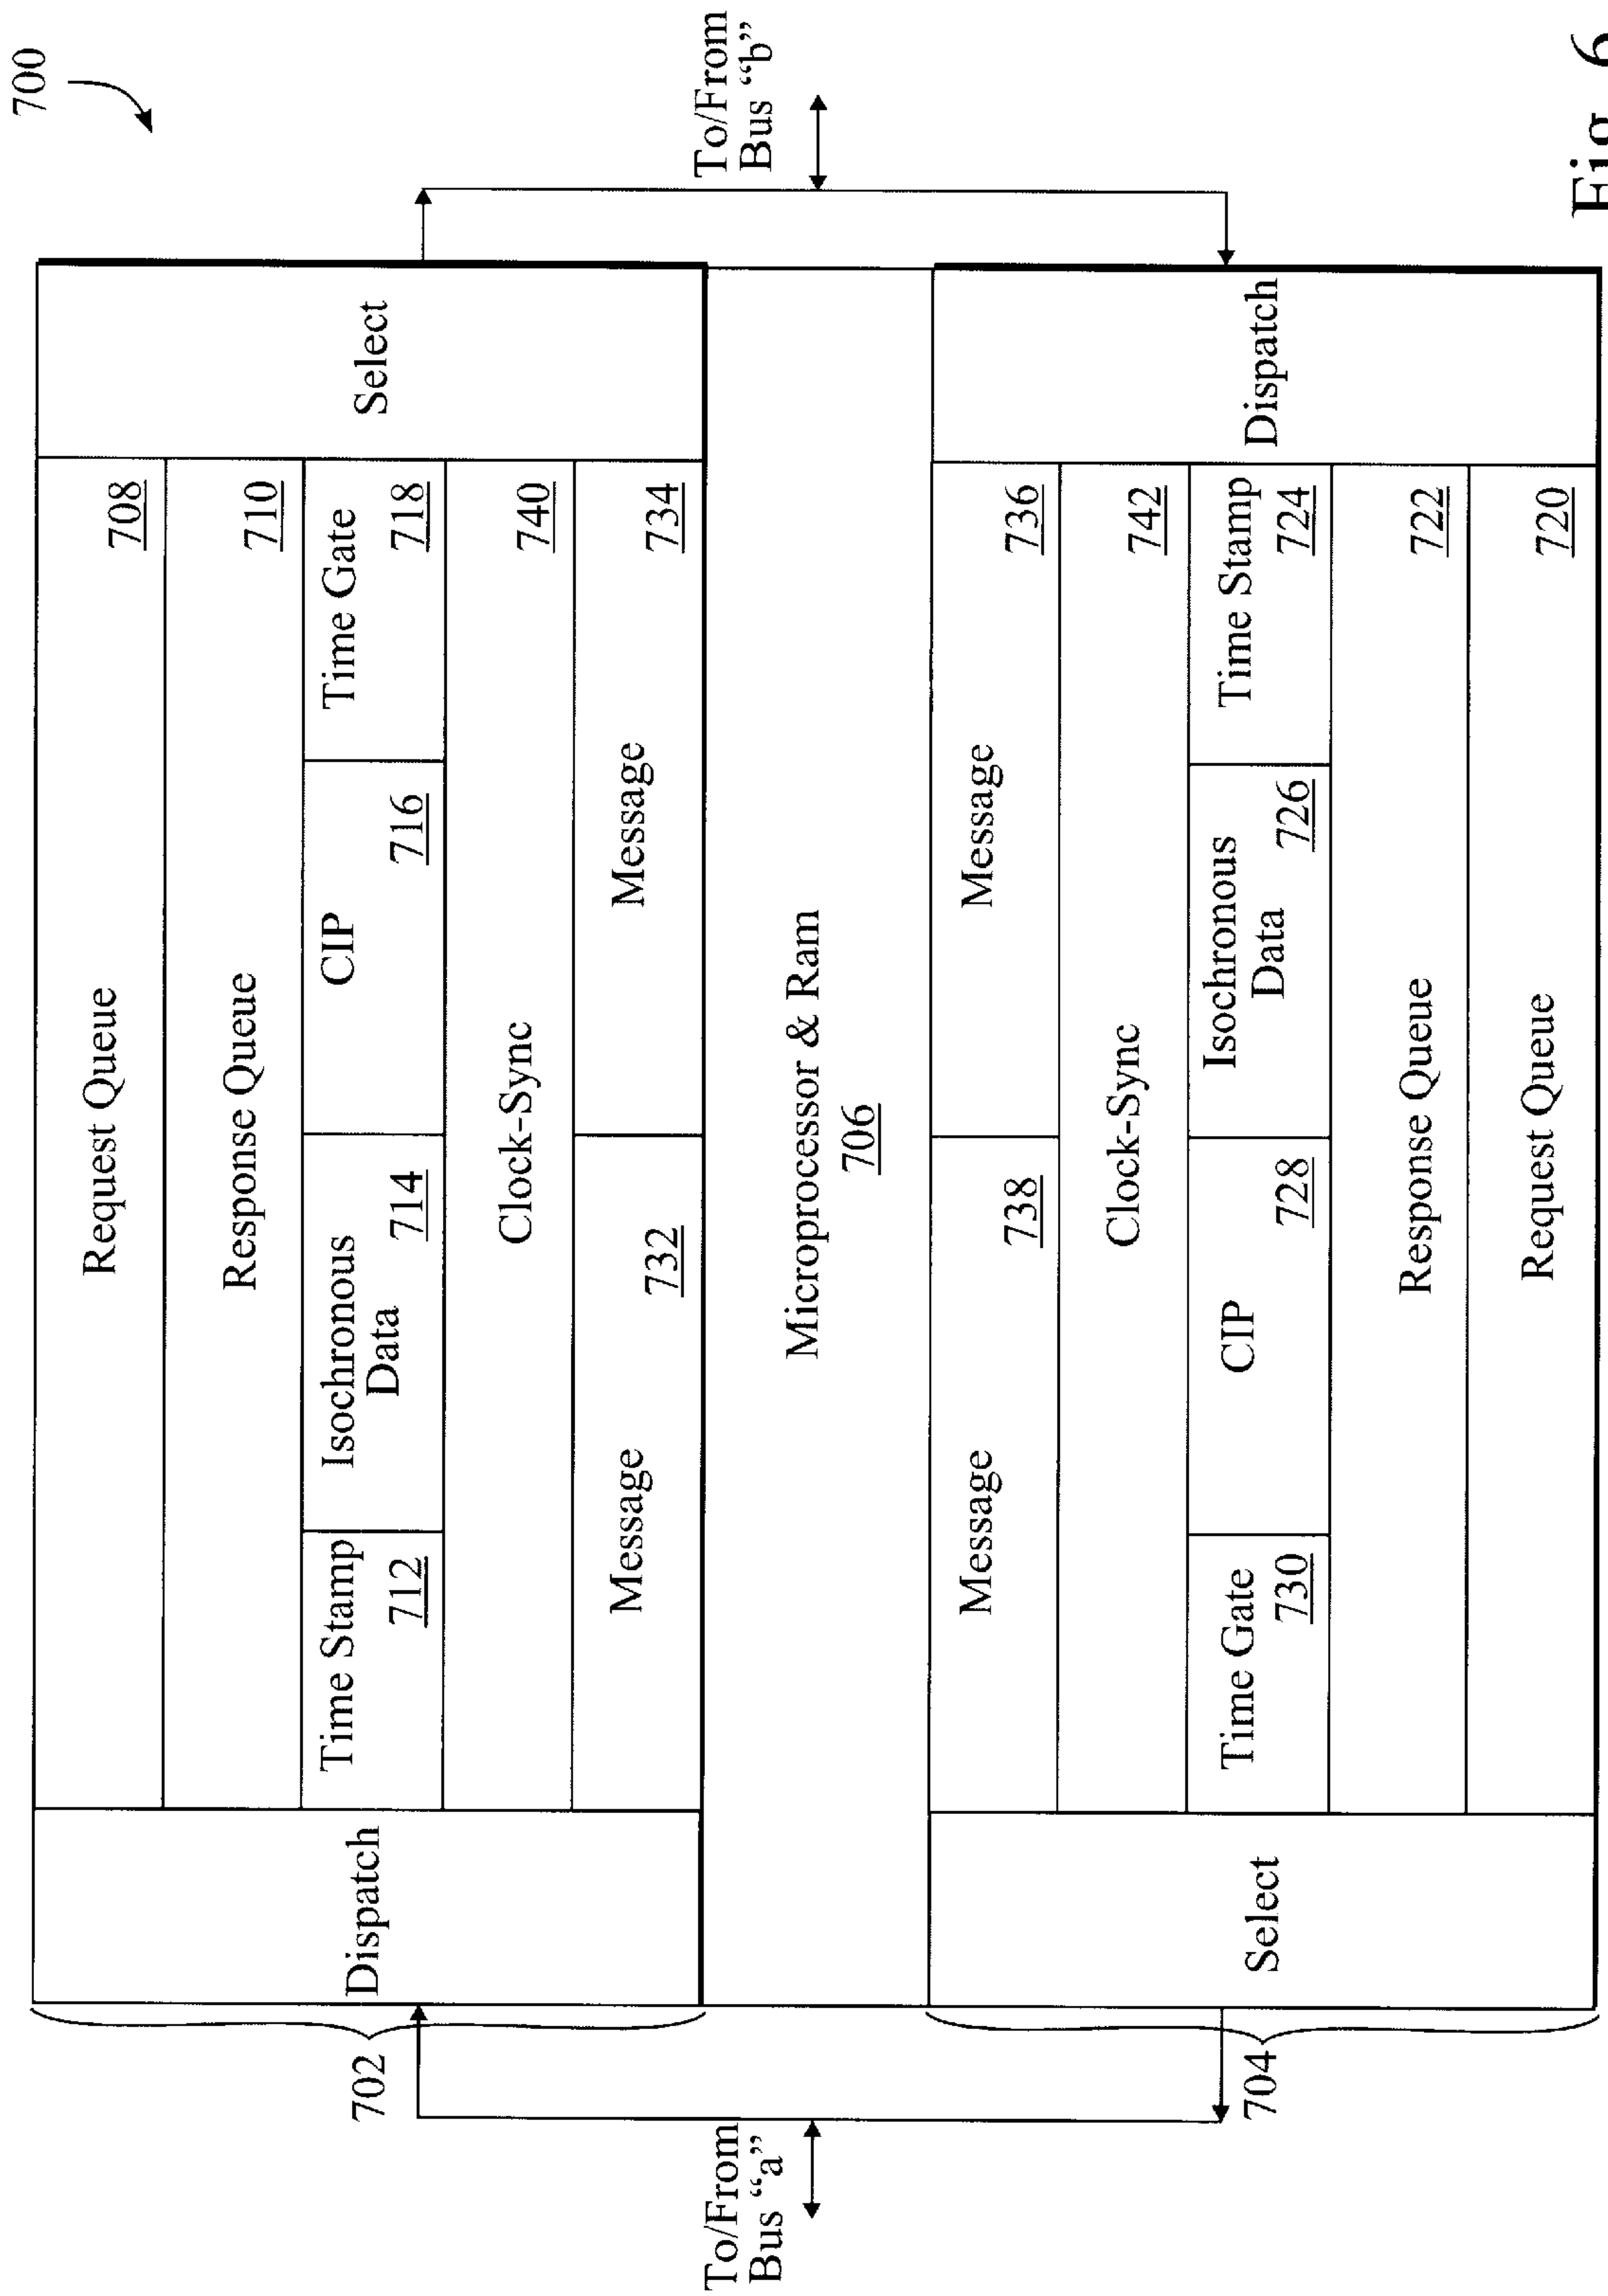 700
Request Queue
708
Response Queue
710
Time Stamp
712
Isochronous
Data
714
CIP
716
Time Gate
718
Clock-Sync
740
Message
732
Message
734
Dispatch
Select
702
To/From
Bus “a”
Microprocessor & Ram
706
To/From
Bus “b”
704
Select
Dispatch
Message
738
Message
736
Clock-Sync
742
Time Gate
730
CIP
728
Isochronous
Data
726
Time Stamp
724
Response Queue
722
Request Queue
720
Fig. 6